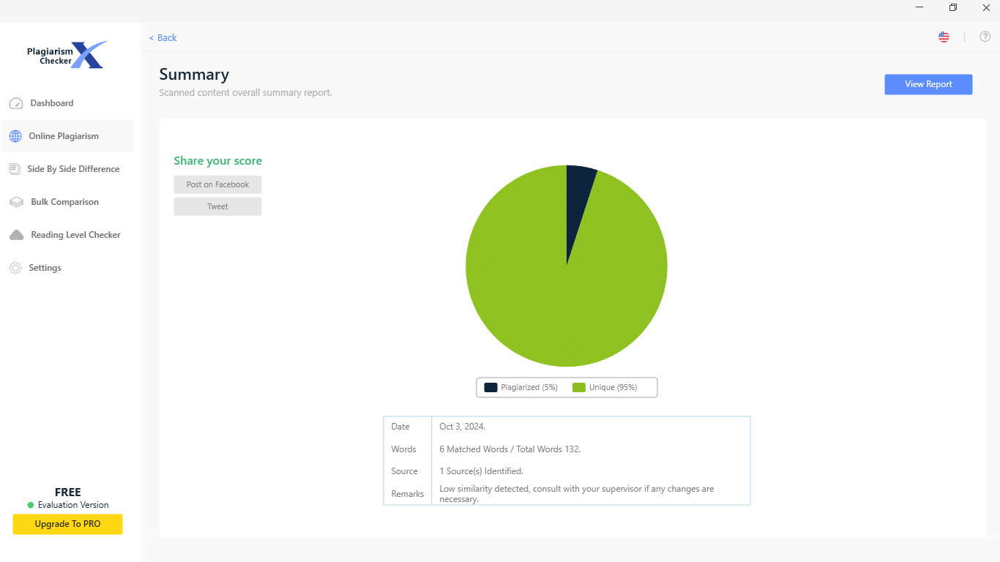 Plagiarism
Checker
Dashboard
Online Plagiarism
Side By Side Difference
Bulk Comparison
Reading Level Checker
Settings
FREE
Evaluation Version
Upgrade To PRO
< Back
?
Summary
Scanned content overall summary report.
View Report
Share your score
Post on Facebook
Tweet
Plagiarized (5%) Unique (95%)
Date Oct 3, 2024.
Words 6 Matched Words / Total Words 132.
Source 1 Source(s) Identified.
Remarks Low similarity detected, consult with your supervisor if any changes are
necessary.